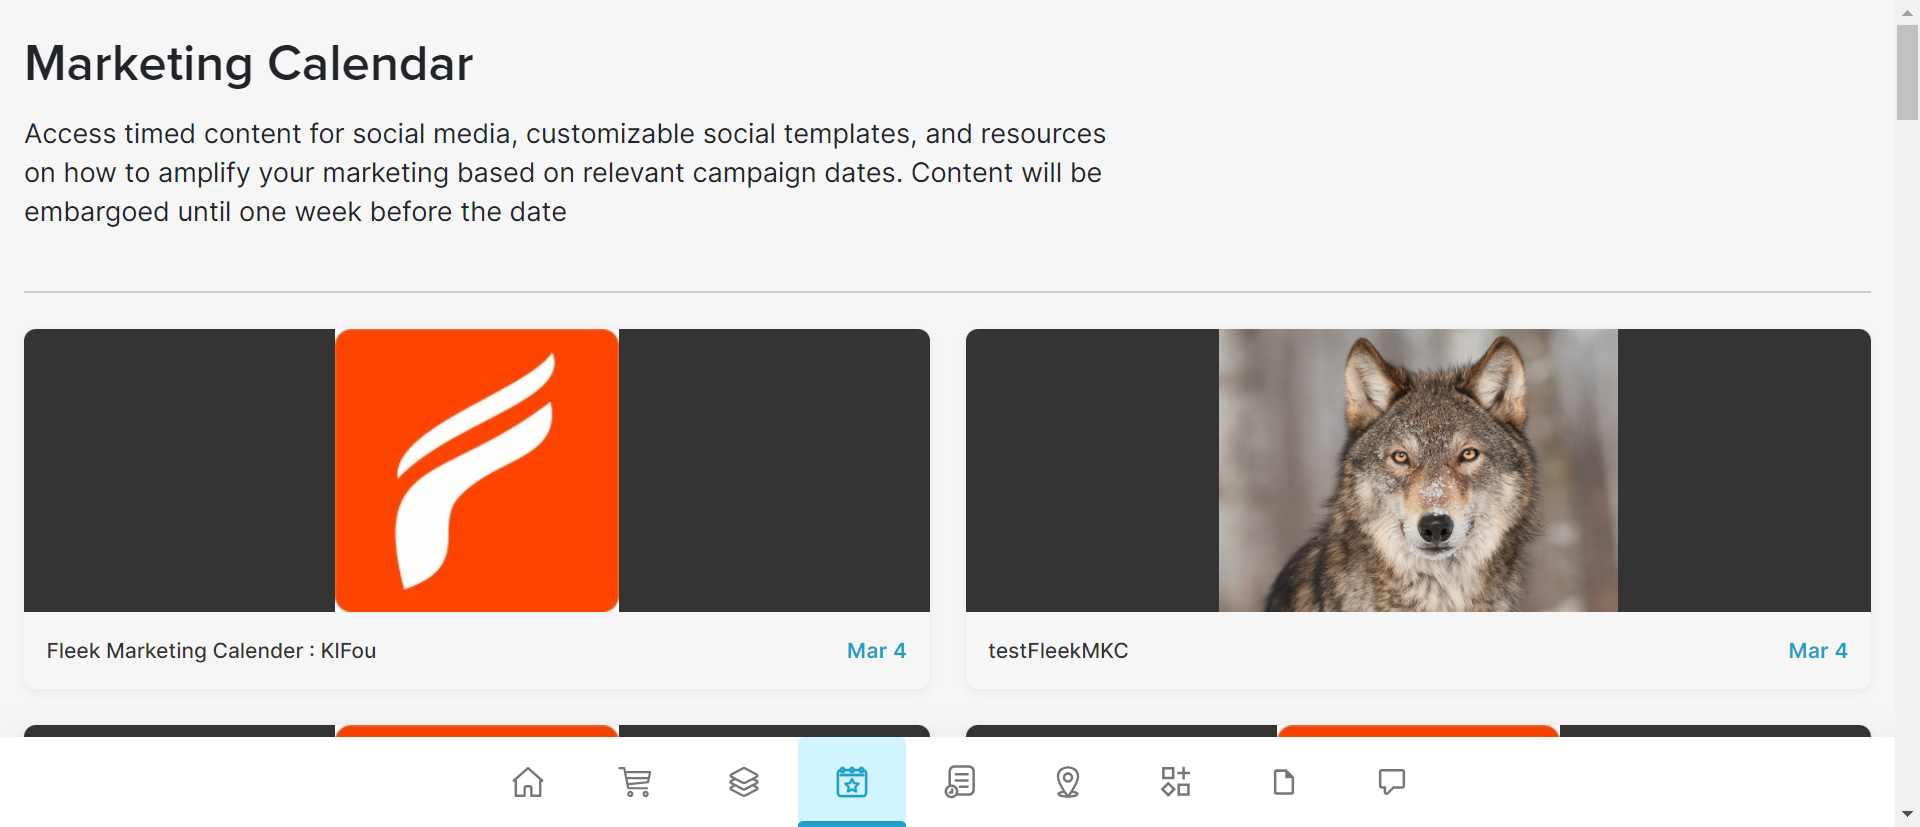 Marketing Calendar
Access timed content for social media, customizable social templates, and resources
on how to amplify your marketing based on relevant campaign dates. Content will be
embargoed until one week before the date
Fleek Marketing Calender : KIFou
Mar 4
testFleekMKC
Mar 4